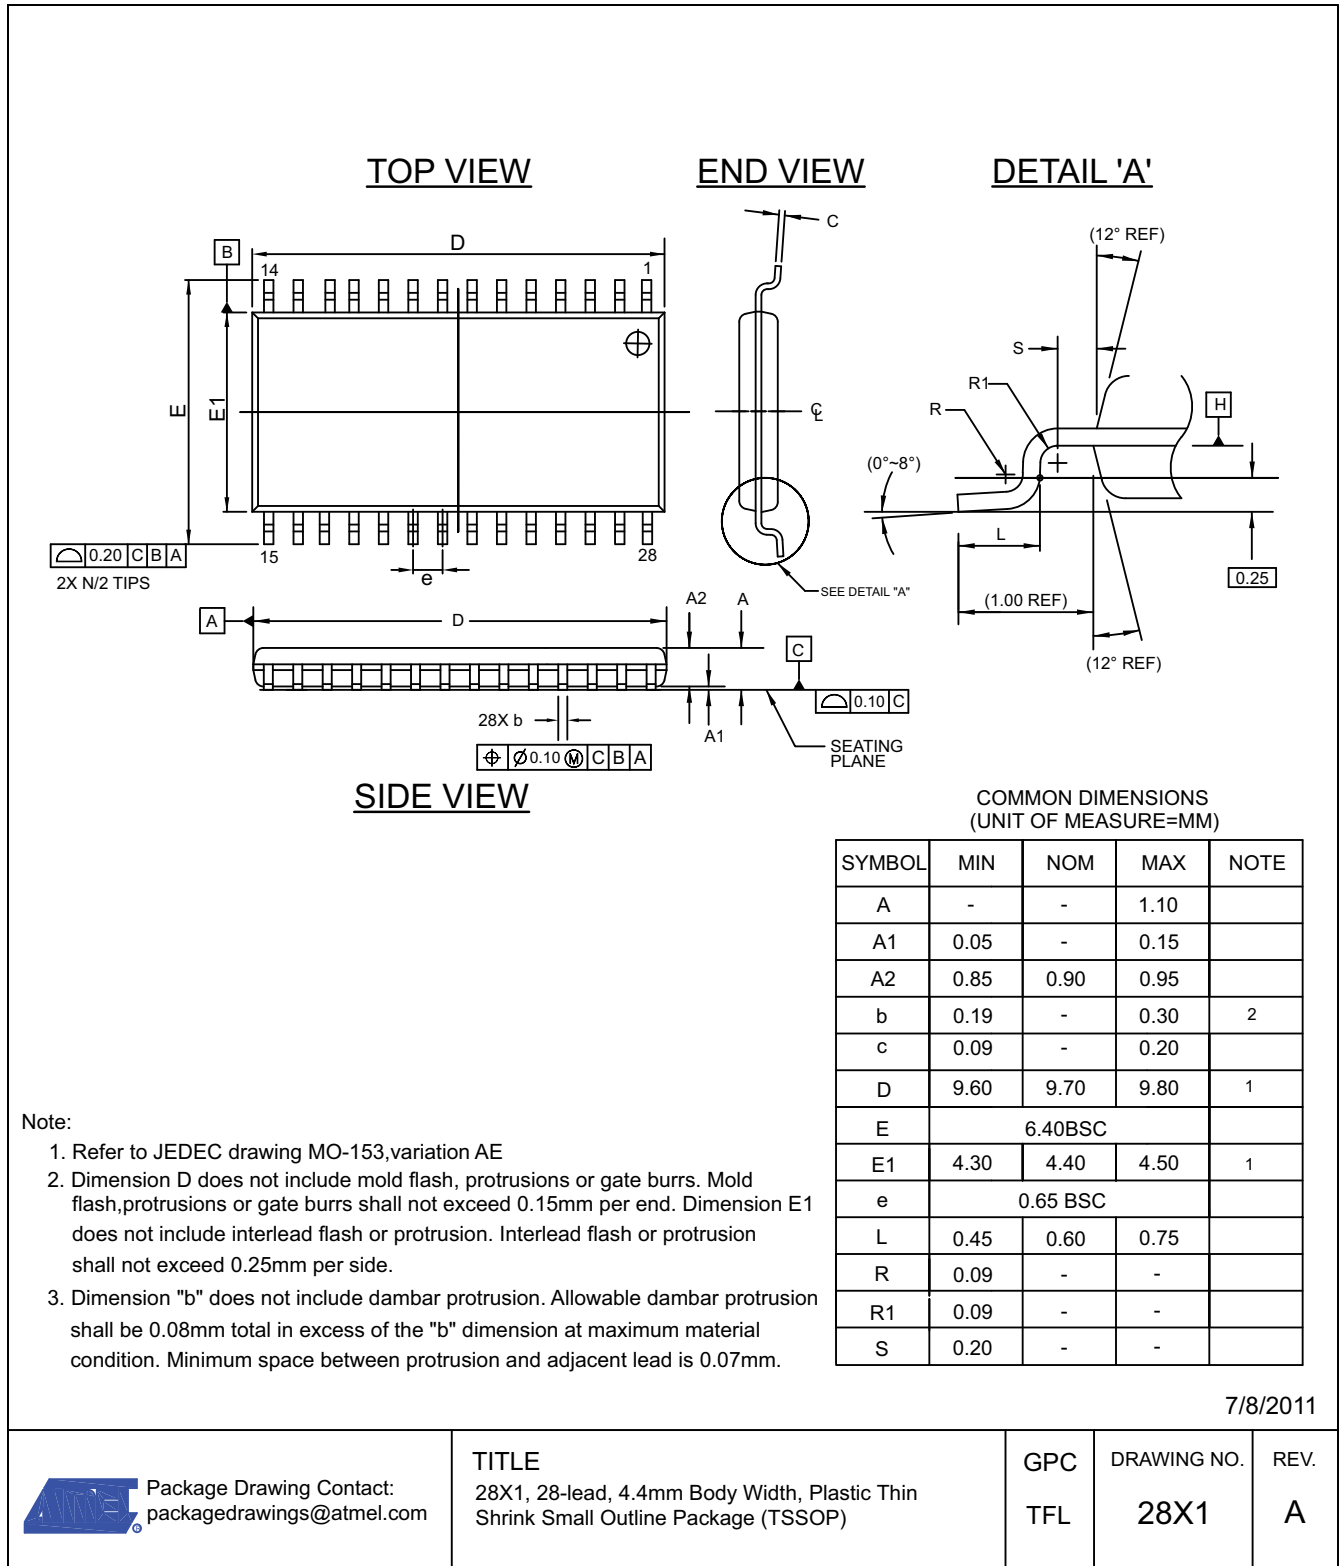 TOP VIEW
END VIEW
DETAIL 'A'
C
(12° REF)
B
D
14
1
S
R1
R
H
E
E1
℄
(0°~8°)
L
0.20 C B A
2X N/2 TIPS
15
28
e
SEE DETAIL "A"
0.25
(1.00 REF)
(12° REF)
A
D
A2
A
C
0.10 C
28X b
A1
SEATING
PLANE
⌀0.10 Ⓜ C B A
SIDE VIEW
COMMON DIMENSIONS
(UNIT OF MEASURE=MM)
SYMBOL MIN NOM MAX NOTE
A - - 1.10
A1 0.05 - 0.15
A2 0.85 0.90 0.95
b 0.19 - 0.30 2
c 0.09 - 0.20
D 9.60 9.70 9.80 1
E 6.40BSC
E1 4.30 4.40 4.50 1
e 0.65 BSC
L 0.45 0.60 0.75
R 0.09 - -
R1 0.09 - -
S 0.20 - -
Note:
1. Refer to JEDEC drawing MO-153,variation AE
2. Dimension D does not include mold flash, protrusions or gate burrs. Mold
flash,protrusions or gate burrs shall not exceed 0.15mm per end. Dimension E1
does not include interlead flash or protrusion. Interlead flash or protrusion
shall not exceed 0.25mm per side.
3. Dimension "b" does not include dambar protrusion. Allowable dambar protrusion
shall be 0.08mm total in excess of the "b" dimension at maximum material
condition. Minimum space between protrusion and adjacent lead is 0.07mm.
7/8/2011
ATMEL ®
Package Drawing Contact:
packagedrawings@atmel.com
TITLE
28X1, 28-lead, 4.4mm Body Width, Plastic Thin
Shrink Small Outline Package (TSSOP)
GPC
TFL
DRAWING NO.
28X1
REV.
A